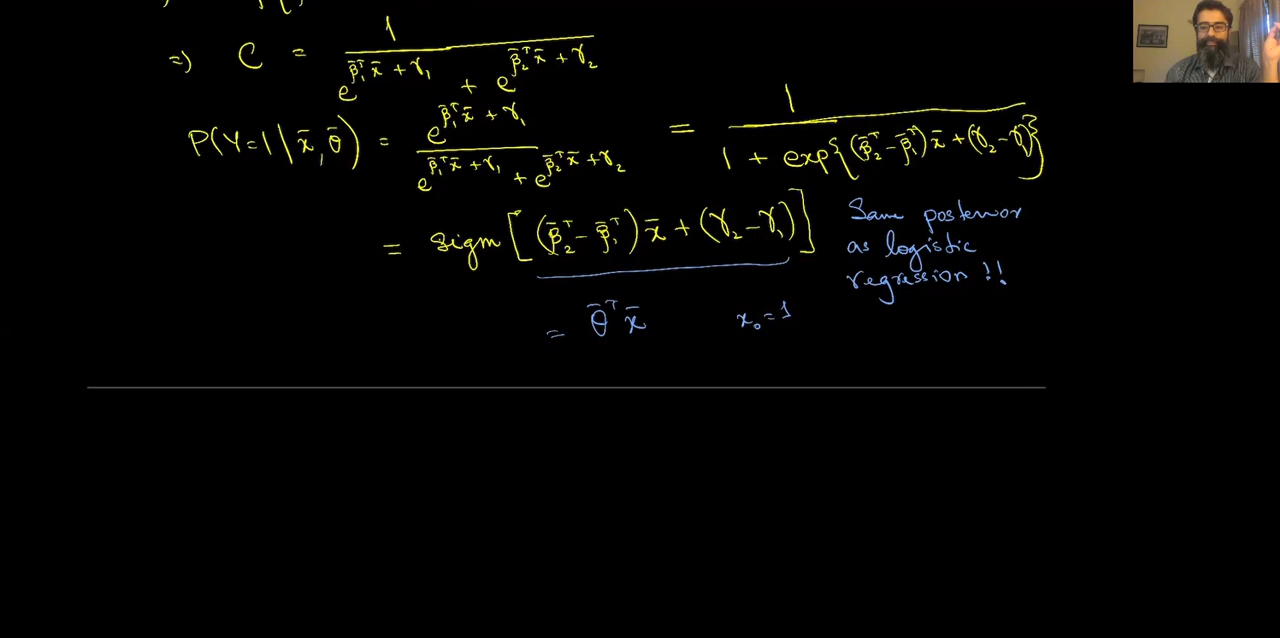 ⇒ C = 1 / (e^{β̄₁ᵀx̄ + γ₁} + e^{β̄₂ᵀx̄ + γ₂})
P(Y=1 | x̄, θ̄) = e^{β̄₁ᵀx̄ + γ₁} / (e^{β̄₁ᵀx̄ + γ₁} + e^{β̄₂ᵀx̄ + γ₂}) = 1 / (1 + exp{(β̄₂ᵀ - β̄₁ᵀ)x̄ + (γ₂ - γ₁)})
= sigm[(β̄₂ᵀ - β̄₁ᵀ)x̄ + (γ₂ - γ₁)]
Same posterior
as logistic
regression !!
= θ̄ᵀx̄ x₀ = 1